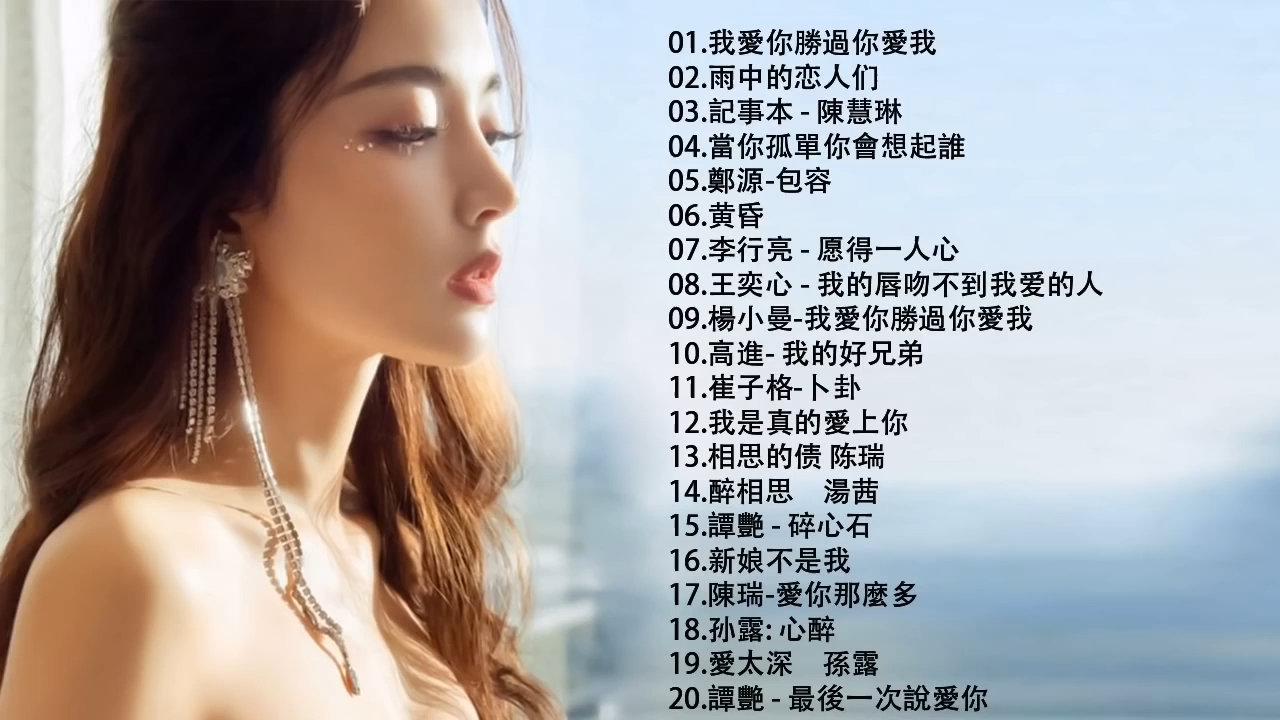 01.我愛你勝過你愛我
02.雨中的恋人们
03.記事本 - 陳慧琳
04.當你孤單你會想起誰
05.鄭源-包容
06.黄昏
07.李行亮 - 愿得一人心
08.王奕心 - 我的唇吻不到我爱的人
09.楊小曼-我愛你勝過你愛我
10.高進- 我的好兄弟
11.崔子格-卜卦
12.我是真的愛上你
13.相思的债 陈瑞
14.醉相思　湯茜
15.譚艷 - 碎心石
16.新娘不是我
17.陳瑞-愛你那麼多
18.孙露: 心醉
19.愛太深　孫露
20.譚艷 - 最後一次說愛你